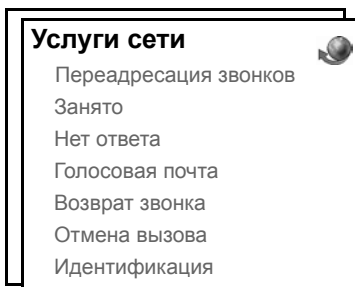 Услуги сети
Переадресация звонков
Занято
Нет ответа
Голосовая почта
Возврат звонка
Отмена вызова
Идентификация